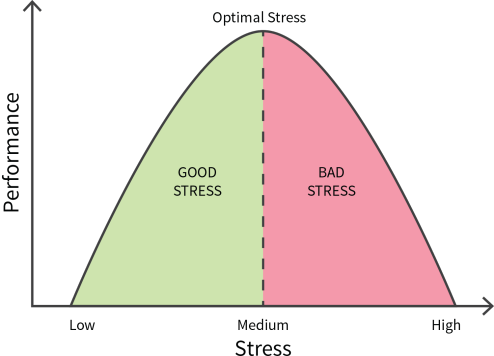 Optimal Stress
Performance
GOOD
STRESS
BAD
STRESS
Low
Medium
High
Stress